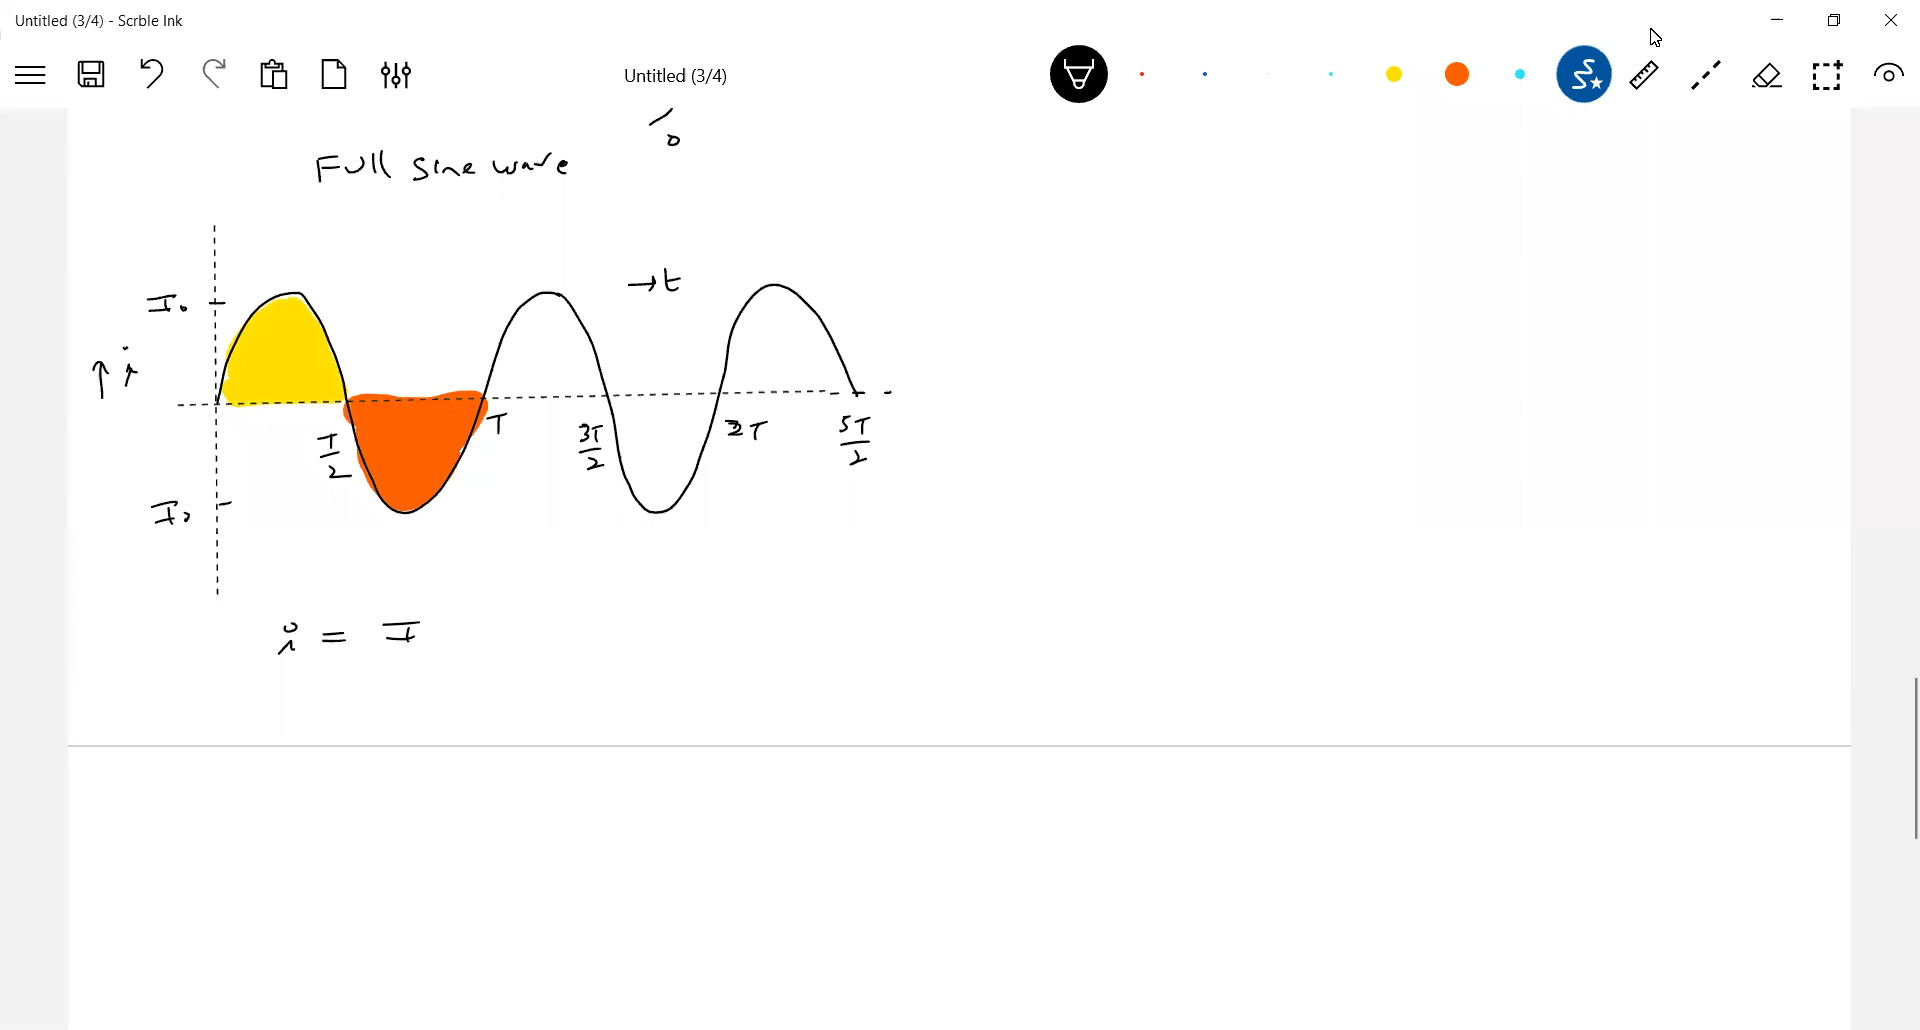 Untitled (3/4) - Scrble Ink
Untitled (3/4)
Full sine wave
→ t
I₀
↑ i
T
T/2
3T/2
2T
5T/2
I₀
i = I